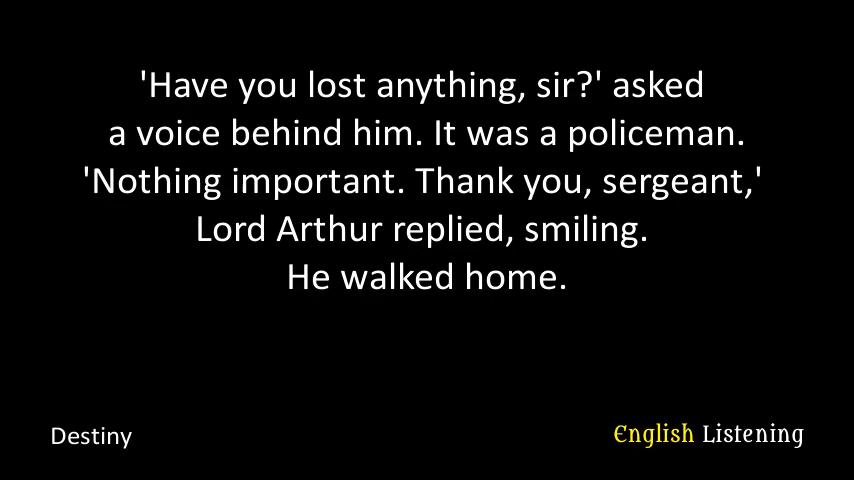 'Have you lost anything, sir?' asked
a voice behind him. It was a policeman.
'Nothing important. Thank you, sergeant,'
Lord Arthur replied, smiling.
He walked home.
Destiny
English Listening